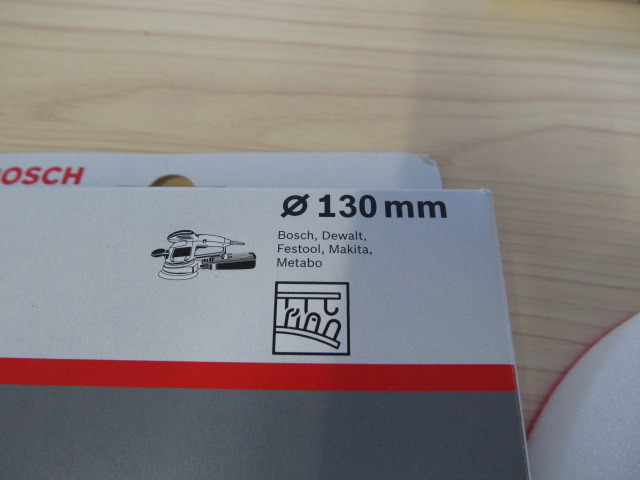 BOSCH
Ø 130 mm
Bosch, Dewalt,
Festool, Makita,
Metabo